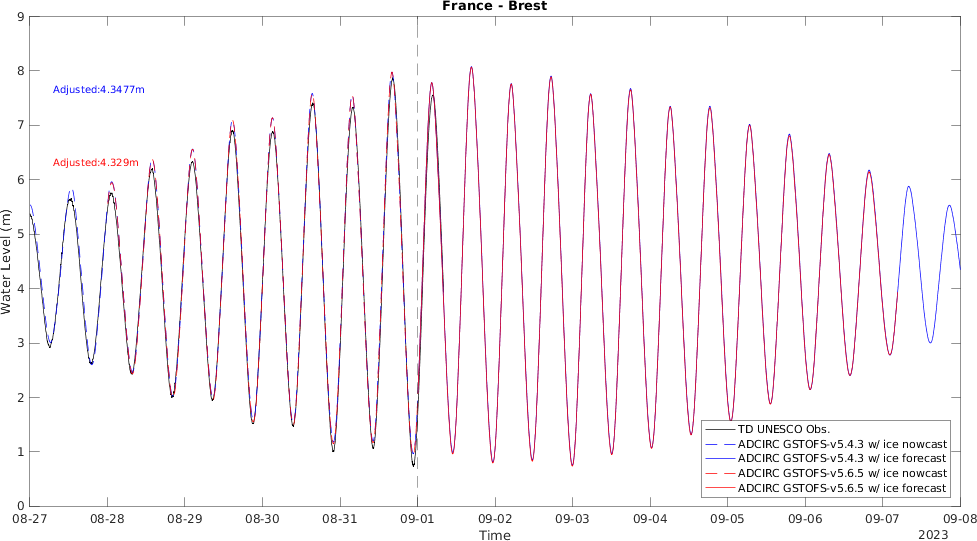 France - Brest
9
8
7
6
5
4
3
2
1
0
Water Level (m)
Adjusted:4.3477m
Adjusted:4.329m
TD UNESCO Obs.
ADCIRC GSTOFS-v5.4.3 w/ ice nowcast
ADCIRC GSTOFS-v5.4.3 w/ ice forecast
ADCIRC GSTOFS-v5.6.5 w/ ice nowcast
ADCIRC GSTOFS-v5.6.5 w/ ice forecast
08-27 08-28 08-29 08-30 08-31 09-01 09-02 09-03 09-04 09-05 09-06 09-07 09-08
Time
2023